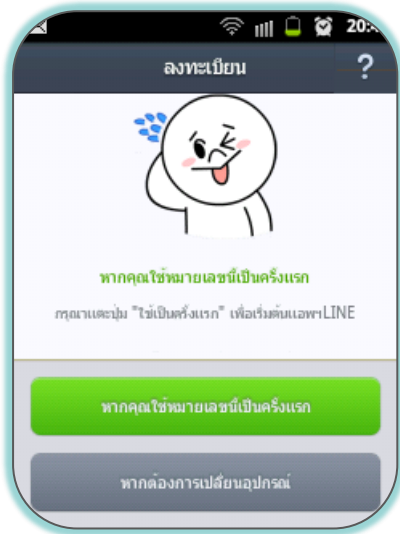 20:
ลงทะเบียน ?
หากคุณใช้หมายเลขนี้เป็นครั้งแรก
กรุณาแตะปุ่ม "ใช้เป็นครั้งแรก" เพื่อเริ่มต้นแอพฯLINE
หากคุณใช้หมายเลขนี้เป็นครั้งแรก
หากต้องการเปลี่ยนอุปกรณ์